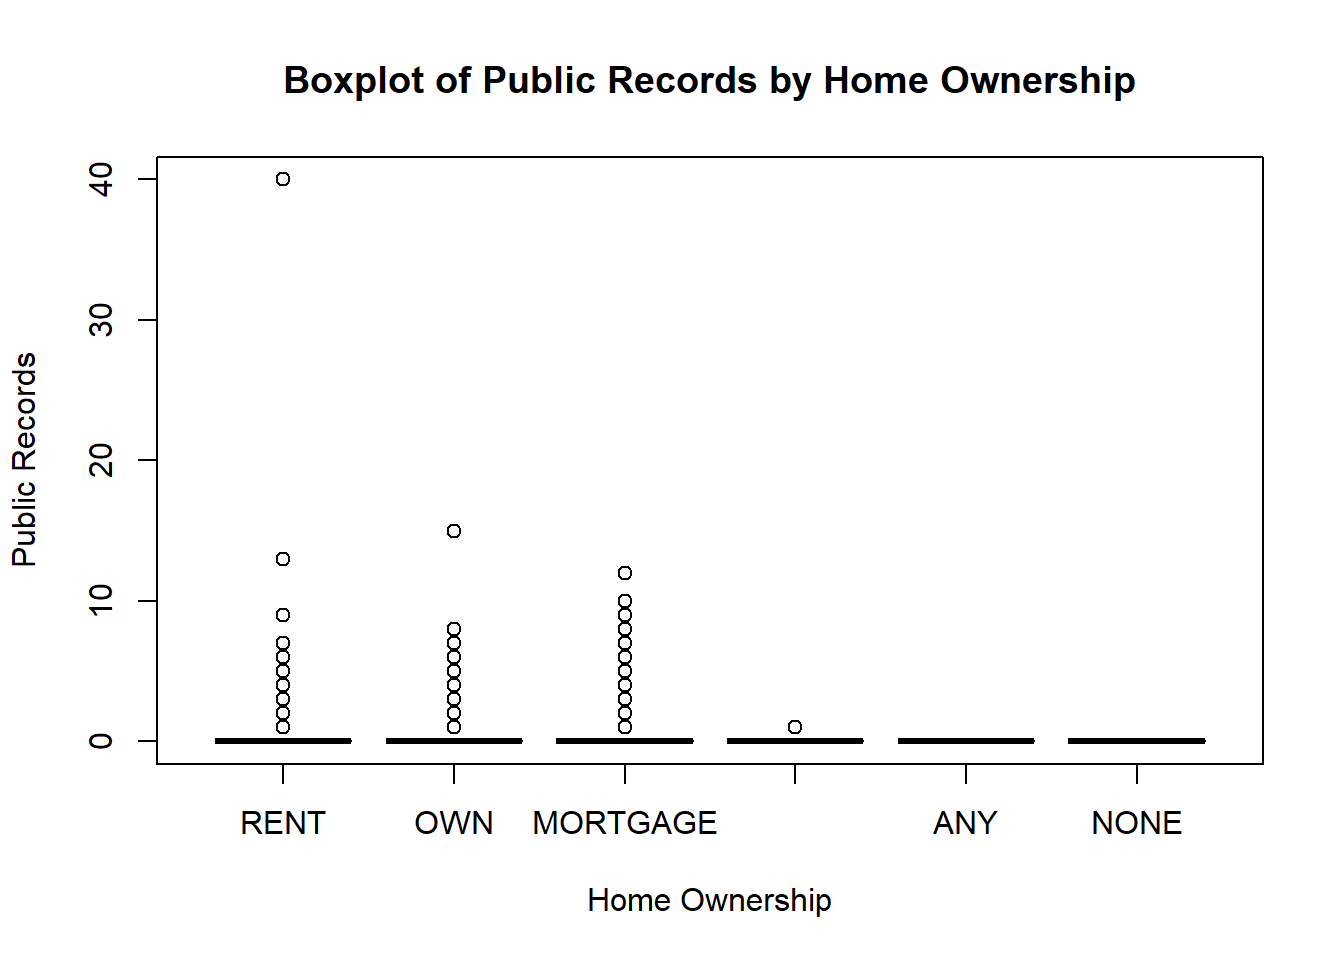 Boxplot of Public Records by Home Ownership
Public Records
40
30
20
10
0
RENT OWN MORTGAGE ANY NONE
Home Ownership